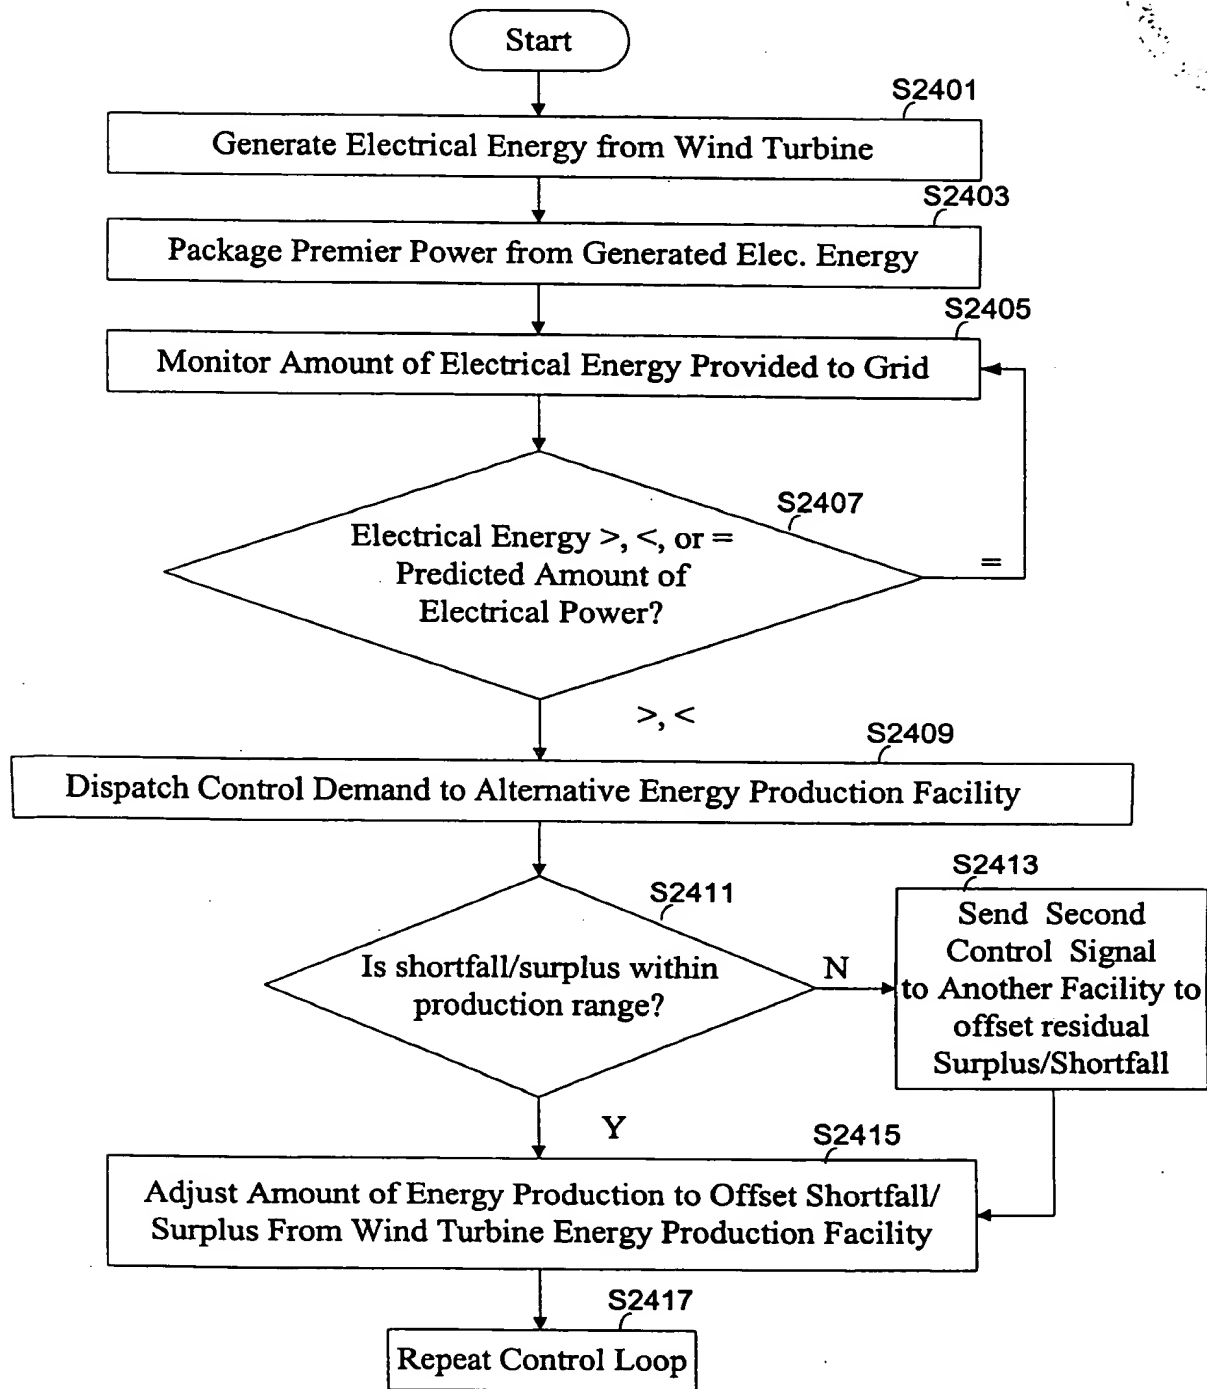 Start
S2401
Generate Electrical Energy from Wind Turbine
S2403
Package Premier Power from Generated Elec. Energy
S2405
Monitor Amount of Electrical Energy Provided to Grid
S2407
Electrical Energy >, <, or =
Predicted Amount of
Electrical Power?
=
>, <
S2409
Dispatch Control Demand to Alternative Energy Production Facility
S2411
Is shortfall/surplus within
production range?
N
S2413
Send Second
Control Signal
to Another Facility to
offset residual
Surplus/Shortfall
Y
S2415
Adjust Amount of Energy Production to Offset Shortfall/
Surplus From Wind Turbine Energy Production Facility
S2417
Repeat Control Loop